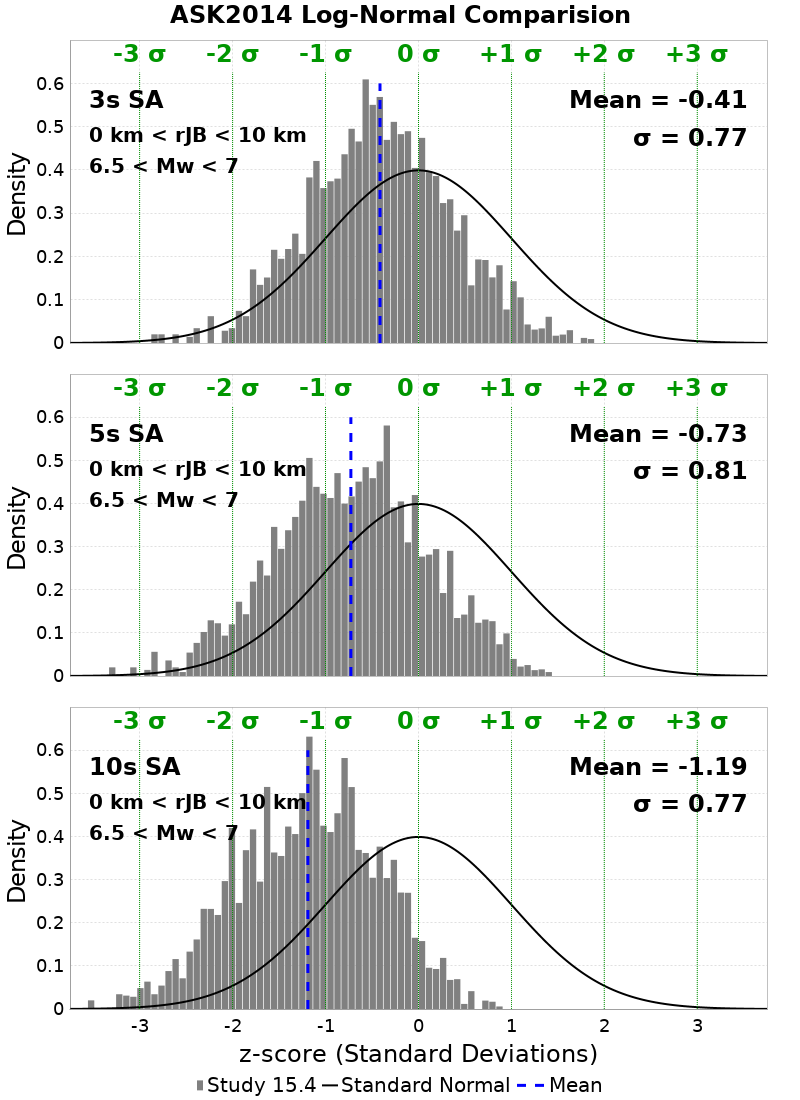 ASK2014 Log-Normal Comparision
-3 σ -2 σ -1 σ 0 σ +1 σ +2 σ +3 σ
0.6
0.5
0.4
0.3
0.2
0.1
0
Density
3s SA
0 km < rJB < 10 km
6.5 < Mw < 7
Mean = -0.41
σ = 0.77
-3 σ -2 σ -1 σ 0 σ +1 σ +2 σ +3 σ
0.6
0.5
0.4
0.3
0.2
0.1
0
Density
5s SA
0 km < rJB < 10 km
6.5 < Mw < 7
Mean = -0.73
σ = 0.81
-3 σ -2 σ -1 σ 0 σ +1 σ +2 σ +3 σ
0.6
0.5
0.4
0.3
0.2
0.1
0
Density
10s SA
0 km < rJB < 10 km
6.5 < Mw < 7
Mean = -1.19
σ = 0.77
-3 -2 -1 0 1 2 3
z-score (Standard Deviations)
Study 15.4 Standard Normal Mean